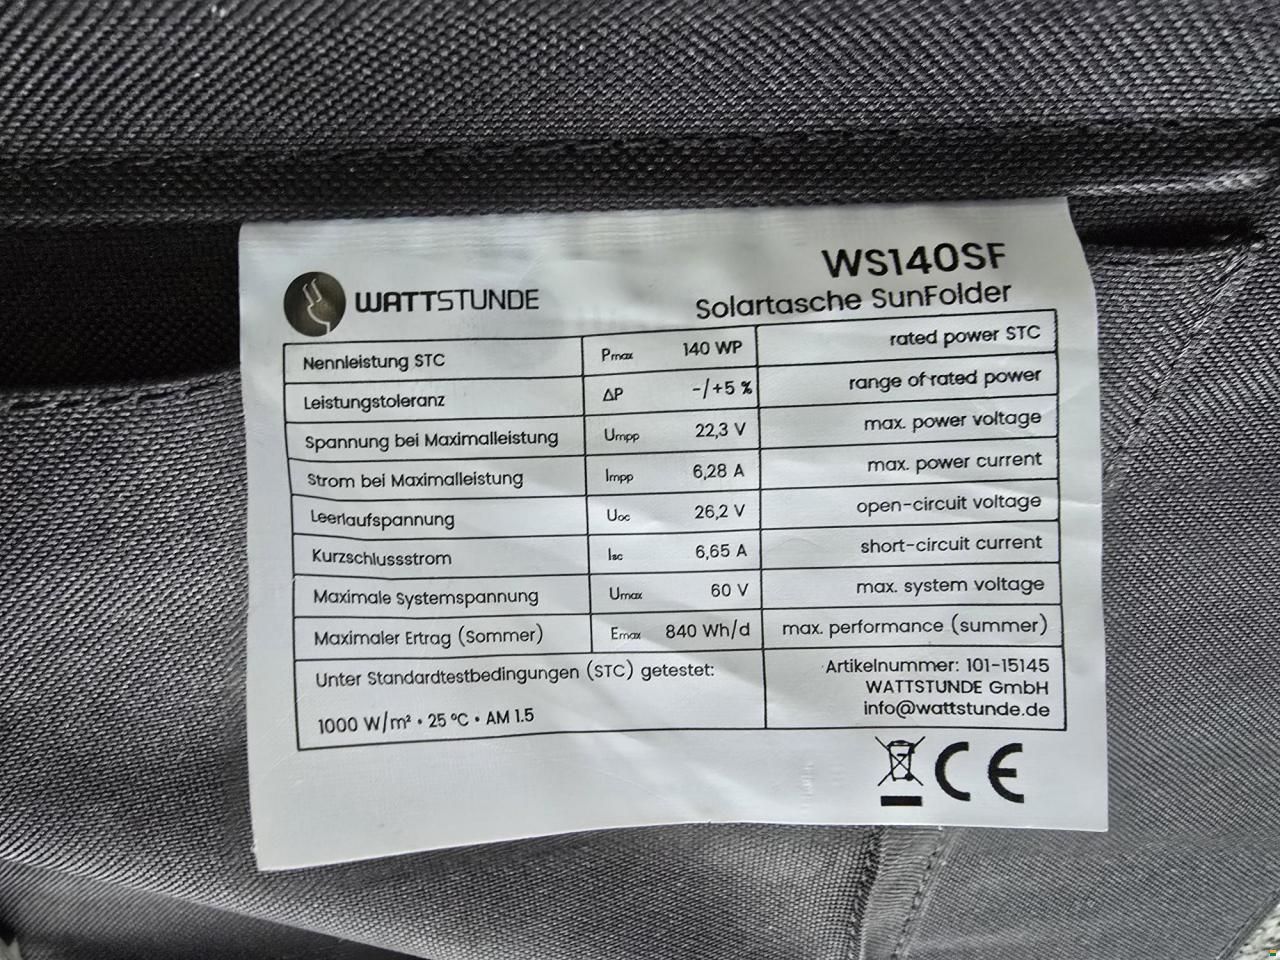 WATTSTUNDE
WS140SF
Solartasche SunFolder
Nennleistung STC Pmax 140 WP rated power STC
Leistungstoleranz ΔP -/+5 % range of rated power
Spannung bei Maximalleistung Umpp 22,3 V max. power voltage
Strom bei Maximalleistung Impp 6,28 A max. power current
Leerlaufspannung Uoc 26,2 V open-circuit voltage
Kurzschlussstrom Isc 6,65 A short-circuit current
Maximale Systemspannung Umax 60 V max. system voltage
Maximaler Ertrag (Sommer) Emax 840 Wh/d max. performance (summer)
Unter Standardtestbedingungen (STC) getestet:
1000 W/m² • 25 ºC • AM 1.5
Artikelnummer: 101-15145
WATTSTUNDE GmbH
info@wattstunde.de
CE